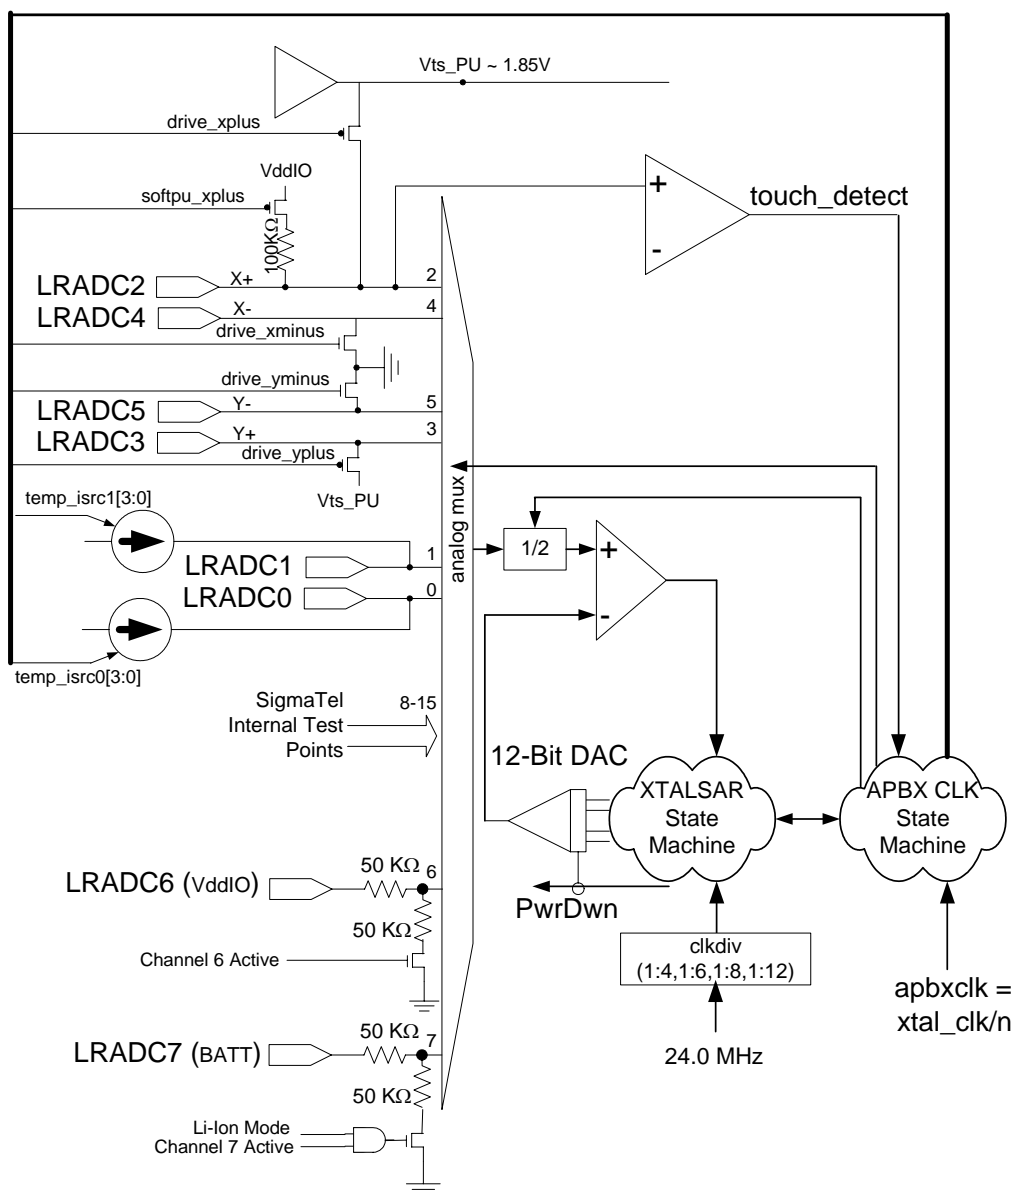 Vts_PU ~ 1.85V
drive_xplus
VddIO
softpu_xplus
100KΩ
+
-
touch_detect
LRADC2
X+
2
LRADC4
X-
4
drive_xminus
drive_yminus
LRADC5
Y-
5
LRADC3
Y+
3
drive_yplus
Vts_PU
temp_isrc1[3:0]
analog mux
1/2
+
-
LRADC1
1
LRADC0
0
temp_isrc0[3:0]
SigmaTel
Internal Test
Points
8-15
12-Bit DAC
XTALSAR
State
Machine
APBX CLK
State
Machine
PwrDwn
LRADC6 (VddIO)
50 KΩ
6
50 KΩ
Channel 6 Active
clkdiv
(1:4,1:6,1:8,1:12)
apbxclk =
xtal_clk/n
24.0 MHz
LRADC7 (BATT)
50 KΩ
7
50 KΩ
Li-Ion Mode
Channel 7 Active